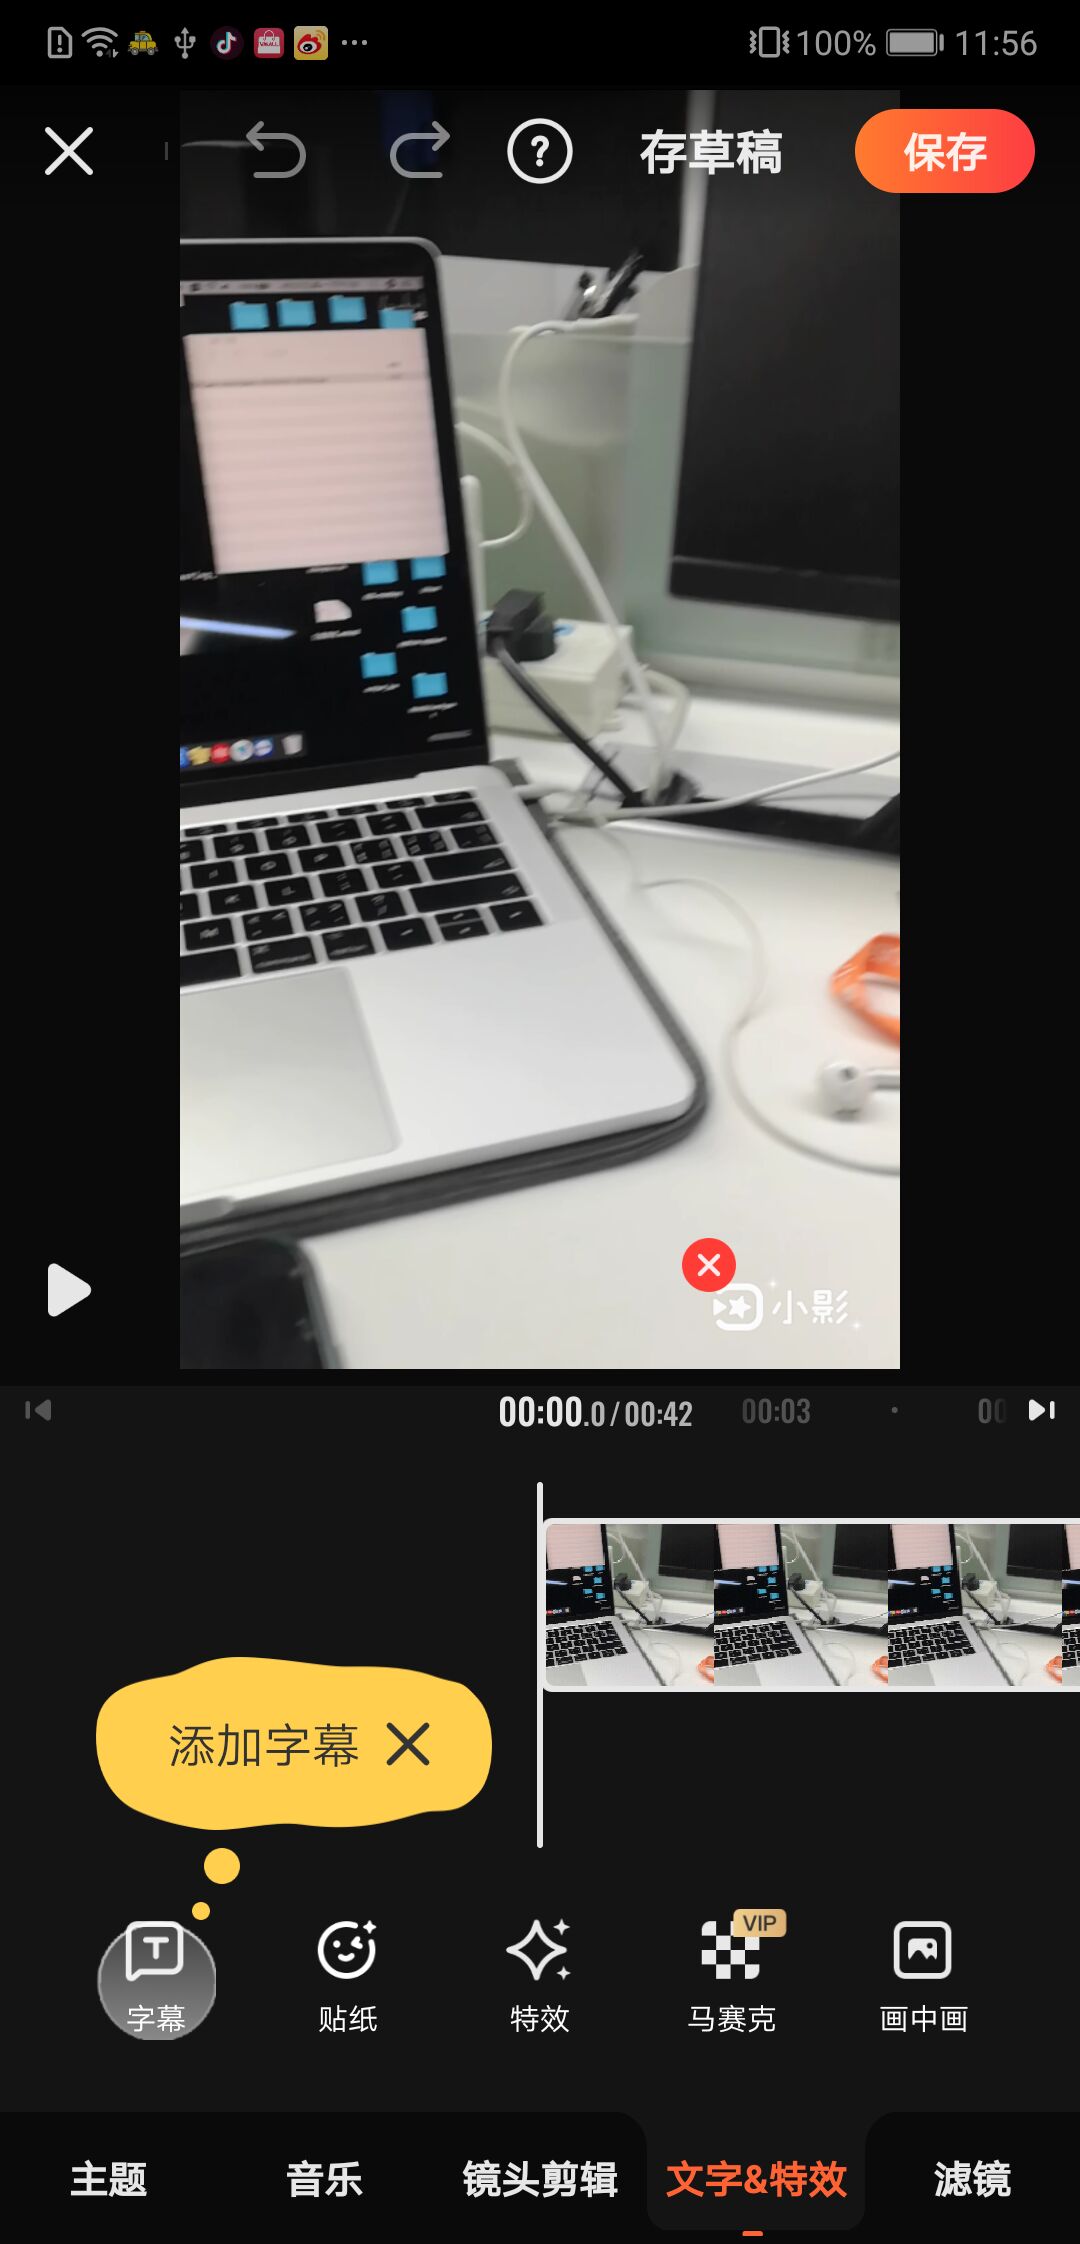 100% 11:56
存草稿 保存
小影
00:00.0/00:42 00:03 00
添加字幕
VIP
字幕 贴纸 特效 马赛克 画中画
主题 音乐 镜头剪辑 文字&特效 滤镜